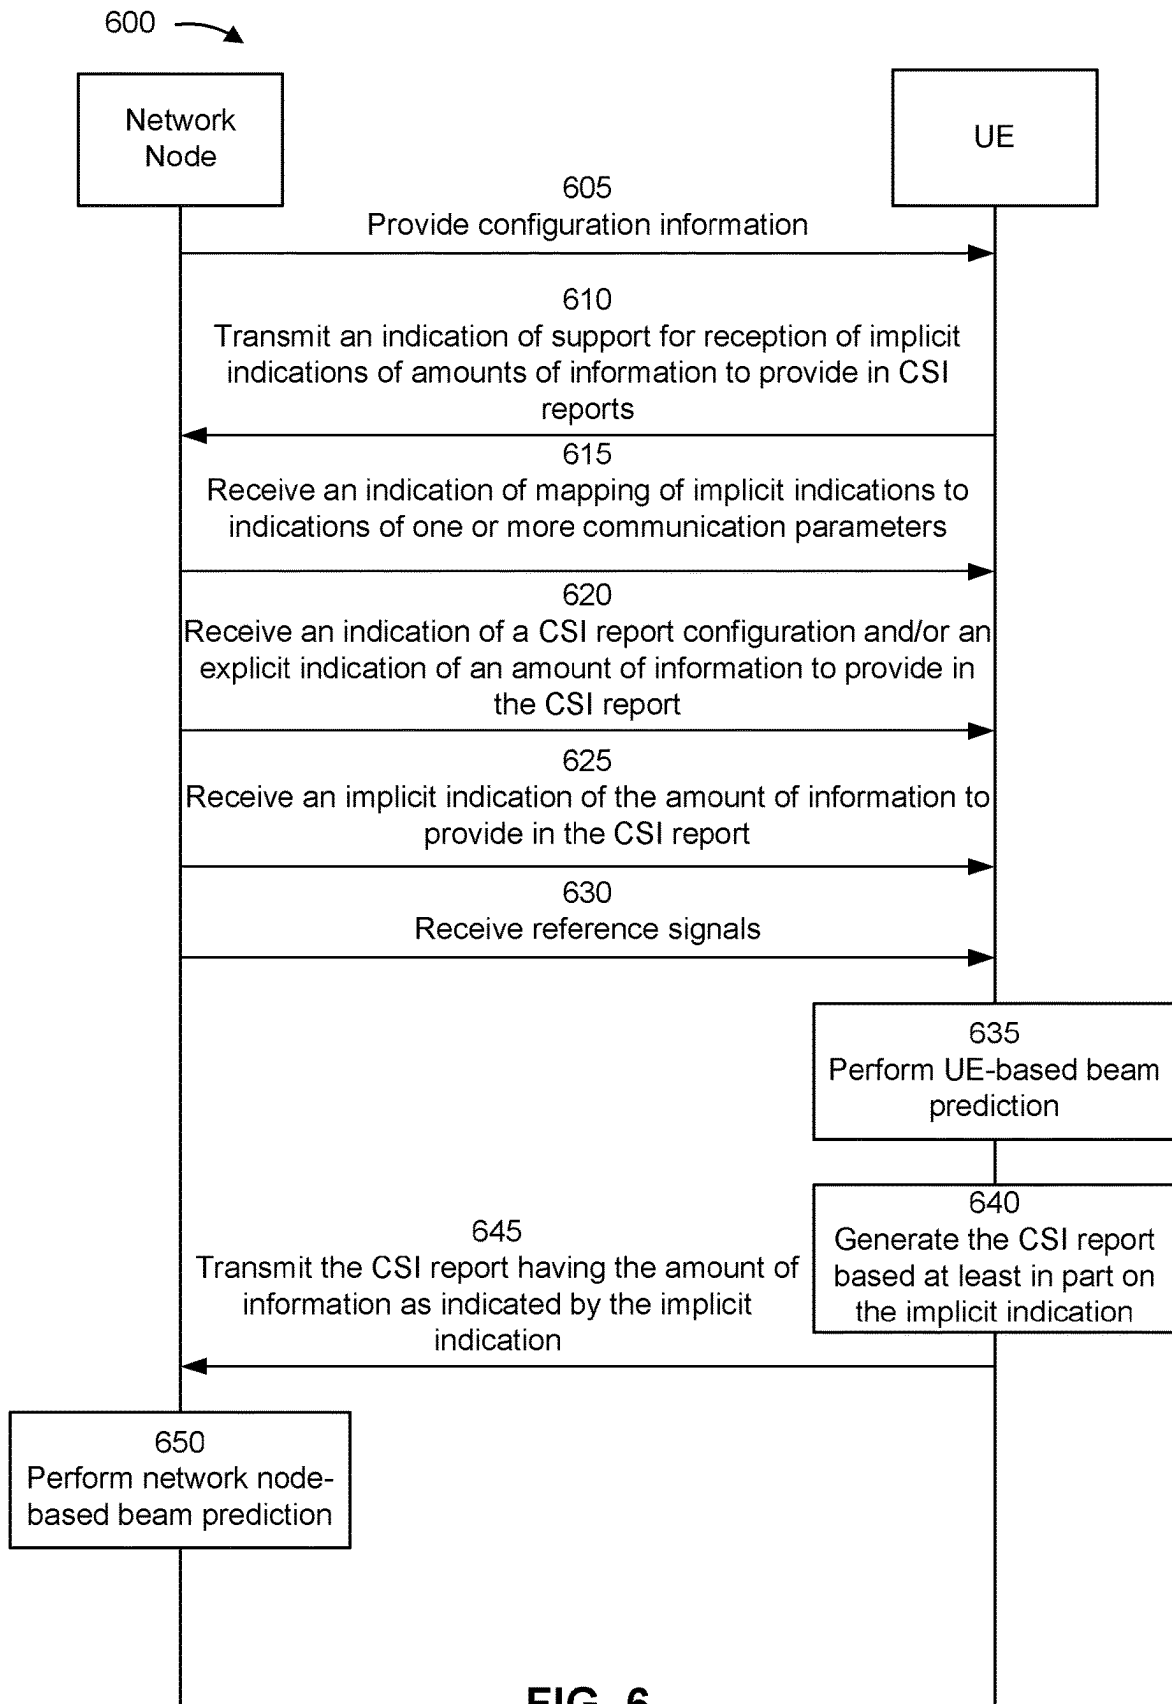 600
Network
Node
UE
605
Provide configuration information
610
Transmit an indication of support for reception of implicit
indications of amounts of information to provide in CSI
reports
615
Receive an indication of mapping of implicit indications to
indications of one or more communication parameters
620
Receive an indication of a CSI report configuration and/or an
explicit indication of an amount of information to provide in
the CSI report
625
Receive an implicit indication of the amount of information to
provide in the CSI report
630
Receive reference signals
635
Perform UE-based beam
prediction
640
Generate the CSI report
based at least in part on
the implicit indication
645
Transmit the CSI report having the amount of
information as indicated by the implicit
indication
650
Perform network node-
based beam prediction
FIG. 6